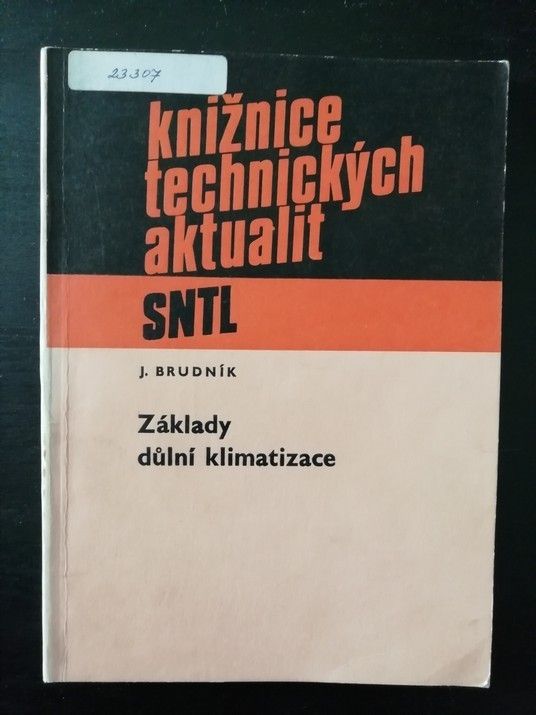 23307
knižnice
technických
aktualit
SNTL
J. BRUDNÍK
Základy
důlní klimatizace